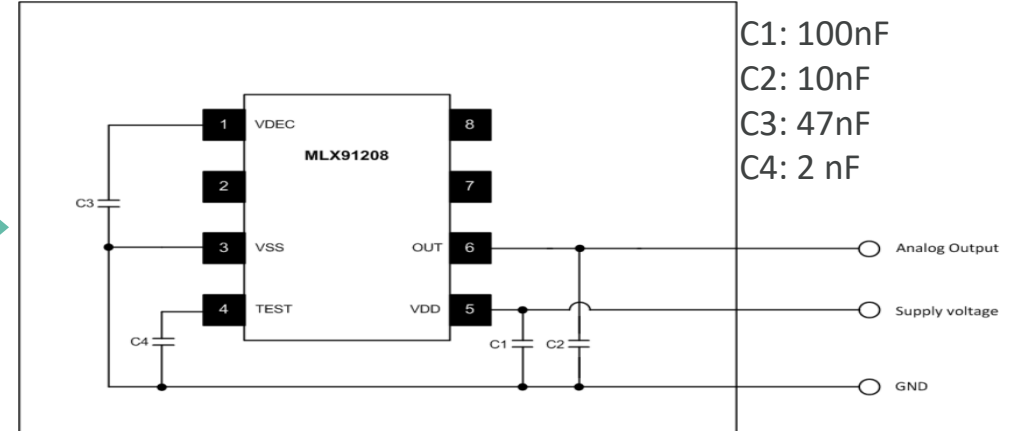 C1: 100nF
C2: 10nF
C3: 47nF
C4: 2 nF
1 VDEC 8
MLX91208
2 7
C3
3 VSS OUT 6 Analog Output
4 TEST VDD 5 Supply voltage
C4 C1 C2
GND